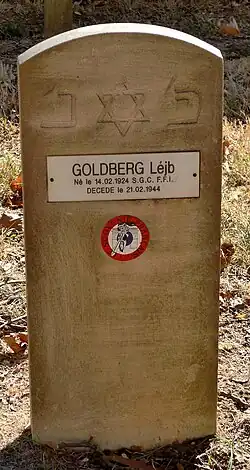 פ נ
GOLDBERG Léjb
Né le 14.02.1924 S.G.C. F.F.I.
DECEDE le 21.02.1944